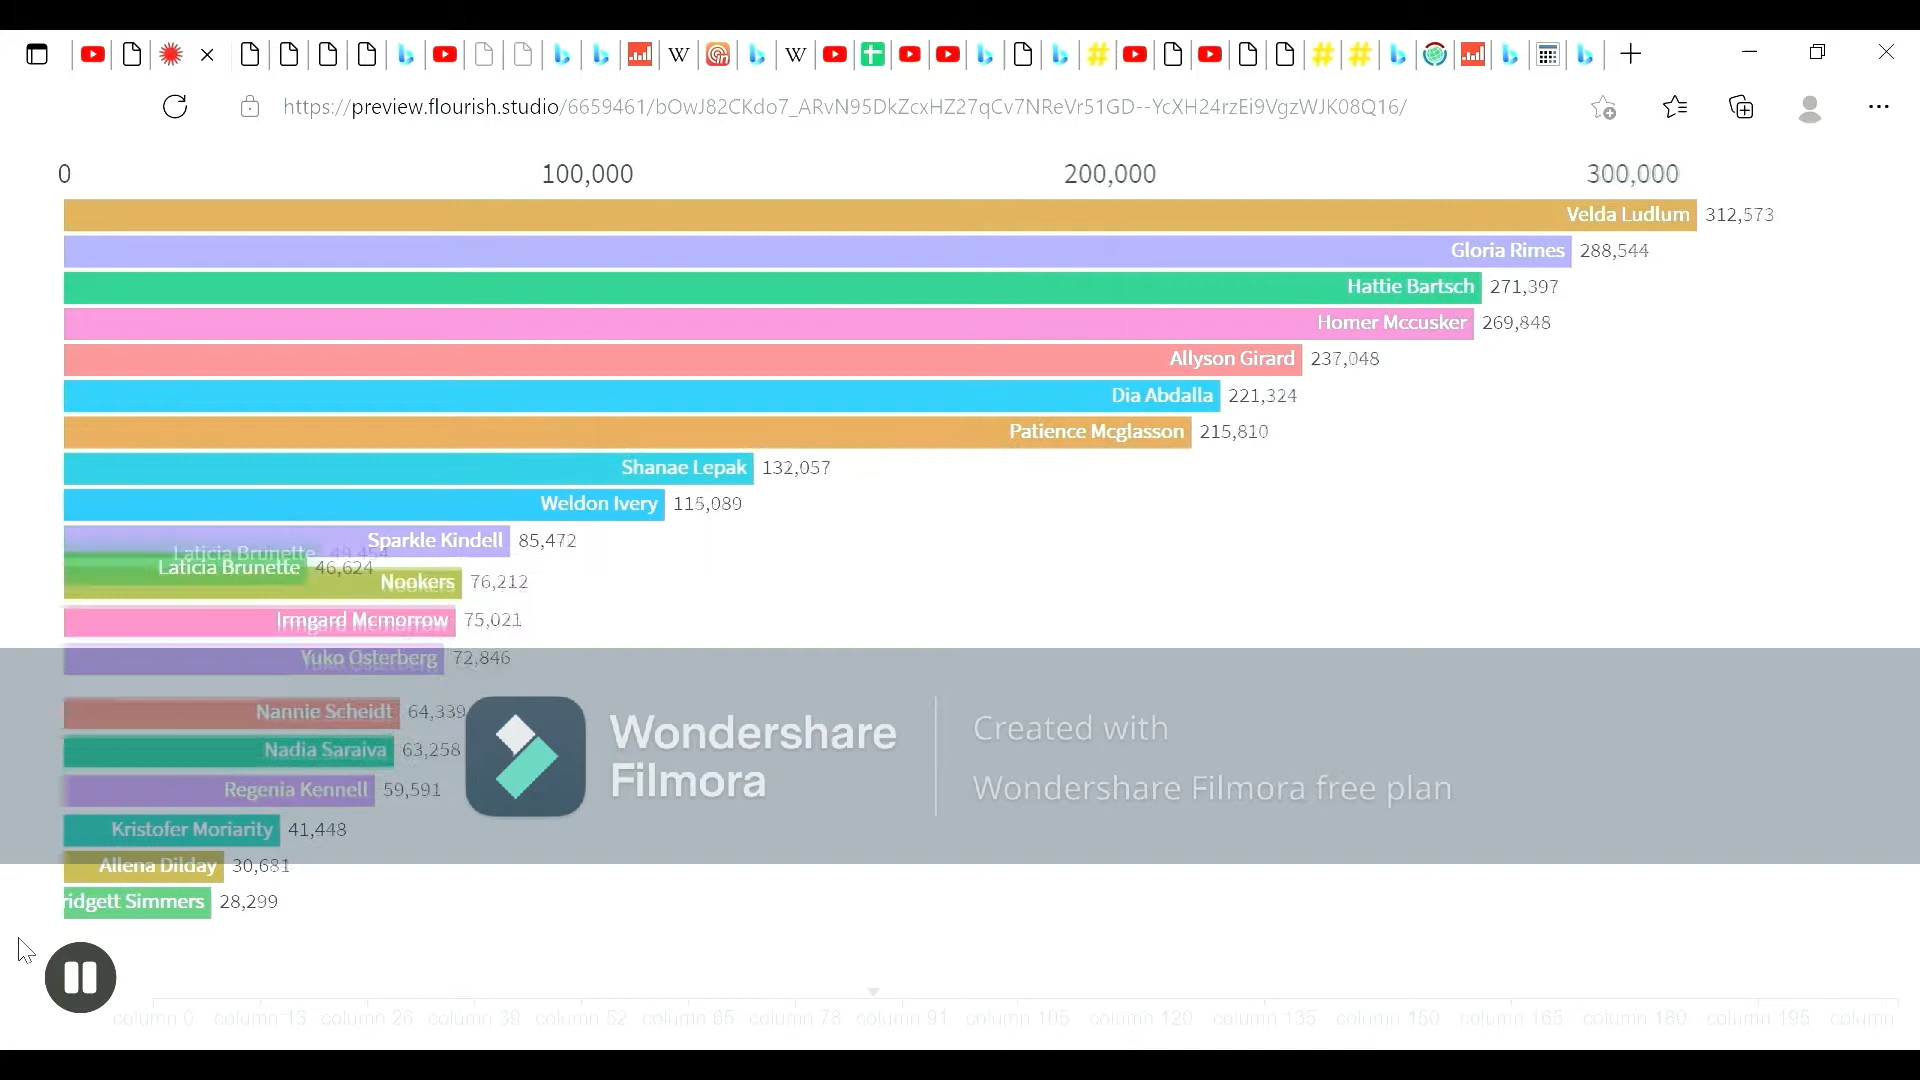 https://preview.flourish.studio/6659461/bOwJ82CKdo7_ARvN95DkZcxHZ27qCv7NReVr51GD--YcXH24rzEi9VgzWJK08Q16/
0 100,000 200,000 300,000
Velda Ludlum 312,573
Gloria Rimes 288,544
Hattie Bartsch 271,397
Homer Mccusker 269,848
Allyson Girard 237,048
Dia Abdalla 221,324
Patience Mcglasson 215,810
Shanae Lepak 132,057
Weldon Ivery 115,089
Sparkle Kindell 85,472
Laticia Brunette 49,454
Laticia Brunette 46,624
Nookers 76,212
Irmgard Mcmorrow 75,021
Yuko Osterberg 72,846
Nannie Scheidt 64,339
Nadia Saraiva 63,258
Regenia Kennell 59,591
Kristofer Moriarity 41,448
Allena Dilday 30,681
ridgett Simmers 28,299
Wondershare
Filmora
Created with
Wondershare Filmora free plan
column 0 column 13 column 26 column 39 column 52 column 65 column 78 column 91 column 105 column 120 column 135 column 150 column 165 column 180 column 195 column